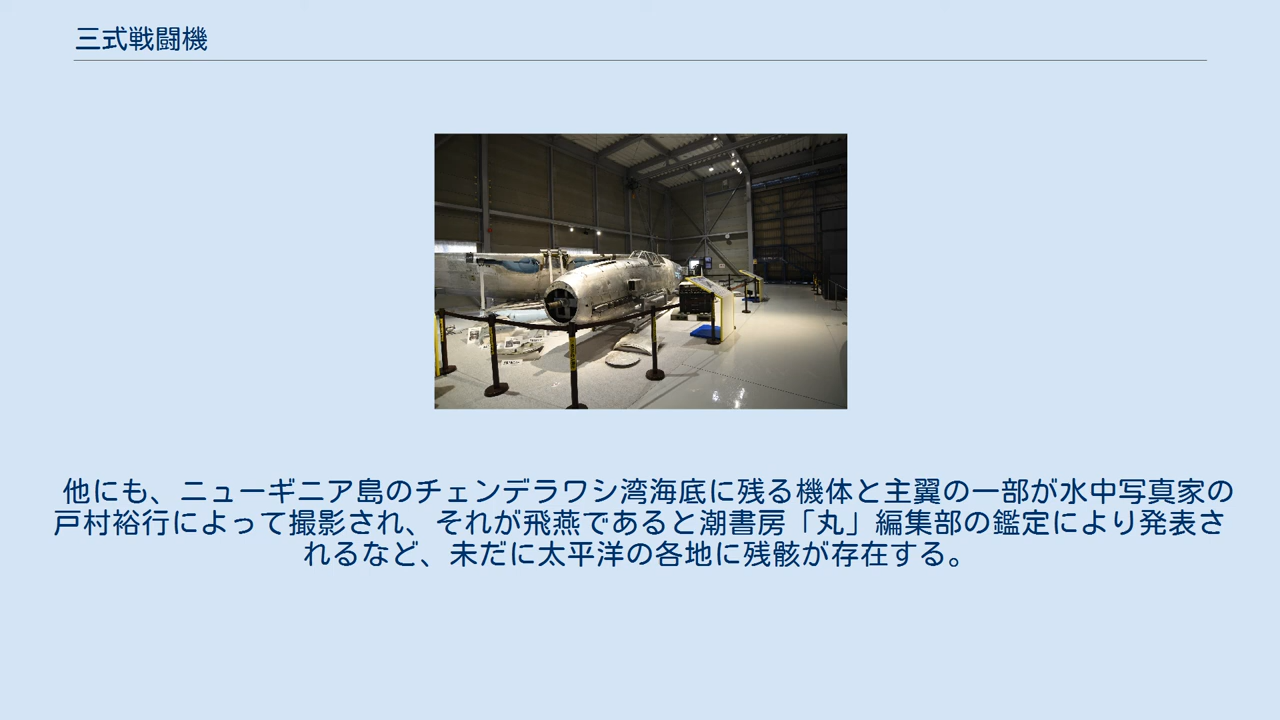 三式戦闘機
他にも、ニューギニア島のチェンデラワシ湾海底に残る機体と主翼の一部が水中写真家の
戸村裕行によって撮影され、それが飛燕であると潮書房「丸」編集部の鑑定により発表さ
れるなど、未だに太平洋の各地に残骸が存在する。